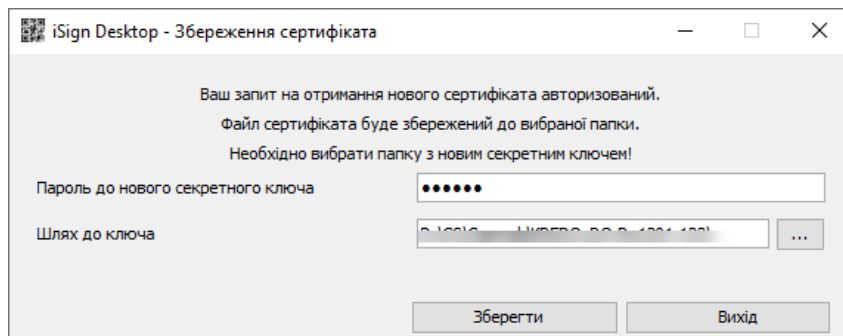 iSign Desktop - Збереження сертифіката
Ваш запит на отримання нового сертифіката авторизований.
Файл сертифіката буде збережений до вибраної папки.
Необхідно вибрати папку з новим секретним ключем!
Пароль до нового секретного ключа ●●●●●●
Шлях до ключа
...
Зберегти Вихід